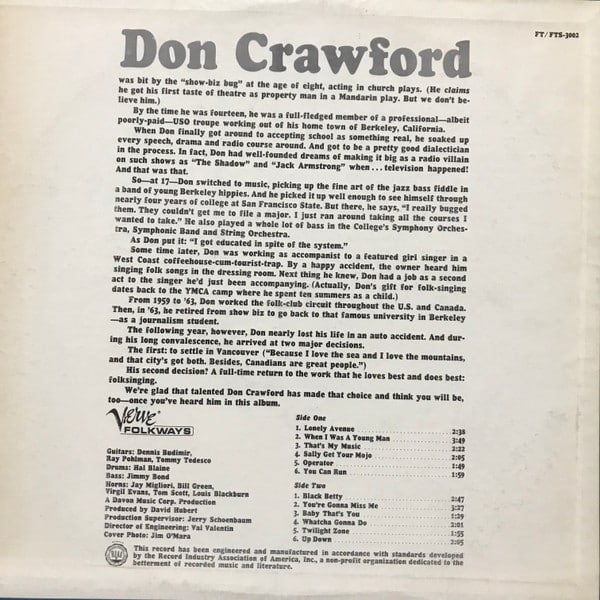 FT/FTS-3002
Don Crawford
was bit by the "show-biz bug" at the age of eight, acting in church plays. (He claims
he got his first taste of theatre as property man in a Mandarin play. But we don't be-
lieve him.)
By the time he was fourteen, he was a full-fledged member of a professional—albeit
poorly-paid—USO troupe working out of his home town of Berkeley, California.
When Don finally got around to accepting school as something real, he soaked up
every speech, drama and radio course around. And got to be a pretty good dialectician
in the process. In fact, Don had well-founded dreams of making it big as a radio villain
on such shows as "The Shadow" and "Jack Armstrong" when... television happened!
And that was that.
So—at 17—Don switched to music, picking up the fine art of the jazz bass fiddle in
a band of young Berkeley hippies. And he picked it up well enough to see himself through
nearly four years of college at San Francisco State. But there, he says, "I really bugged
them. They couldn't get me to file a major. I just ran around taking all the courses I
wanted to take." He also played a whole lot of bass in the College's Symphony Orches-
tra, Symphonic Band and String Orchestra.
As Don put it: "I got educated in spite of the system."
Some time later, Don was working as accompanist to a featured girl singer in a
West Coast coffeehouse-cum-tourist-trap. By a happy accident, the owner heard him
singing folk songs in the dressing room. Next thing he knew, Don had a job as a second
act to the singer he'd just been accompanying. (Actually, Don's gift for folk-singing
dates back to the YMCA camp where he spent ten summers as a child.)
From 1959 to '63, Don worked the folk-club circuit throughout the U.S. and Canada.
Then, in '63, he retired from show biz to go back to that famous university in Berkeley
—as a journalism student.
The following year, however, Don nearly lost his life in an auto accident. And dur-
ing his long convalescence, he arrived at two major decisions.
The first: to settle in Vancouver ("Because I love the sea and I love the mountains,
and that city's got both. Besides, Canadians are great people.")
His second decision? A full-time return to the work that he loves best and does best:
folksinging.
We're glad that talented Don Crawford has made that choice and think you will be,
too—once you've heard him in this album.
Verve
FOLKWAYS
Guitars: Dennis Budimir,
Ray Pohlman, Tommy Tedesco
Drums: Hal Blaine
Bass: Jimmy Bond
Horns: Jay Migliori, Bill Green,
Virgil Evans, Tom Scott, Louis Blackburn
A Davon Music Corp. Production
Produced by David Hubert
Production Supervisor: Jerry Schoenbaum
Director of Engineering: Val Valentin
Cover Photo: Jim O'Mara
Side One
1. Lonely Avenue 2:38
2. When I Was A Young Man 3:49
3. That's My Music 2:22
4. Sally Get Your Mojo 2:05
5. Operator 1:49
6. You Can Run 1:59
Side Two
1. Black Betty 2:47
2. You're Gonna Miss Me 3:27
3. Baby That's You 1:29
4. Whatcha Gonna Do 2:01
5. Twilight Zone 1:55
6. Up Down 2:05
This record has been engineered and manufactured in accordance with standards developed
by the Record Industry Association of America, Inc., a non-profit organization dedicated to the
betterment of recorded music and literature.